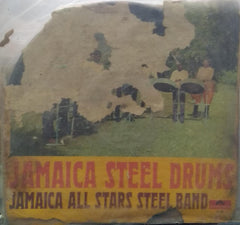 JAMAICA STEEL DRUMS
JAMAICA ALL STARS STEEL BAND